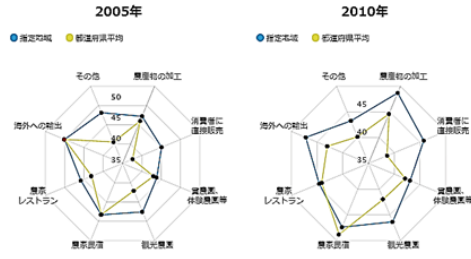 2005年
指定地域 都道府県平均
その他
農産物の加工
海外への輸出
消費者に
直接販売
農家
レストラン
貸農園、
体験農園等
農家民宿
観光農園
50
45
40
35
2010年
指定地域 都道府県平均
その他
農産物の加工
海外への輸出
消費者に
直接販売
農家
レストラン
貸農園、
体験農園等
農家民宿
観光農園
45
40
35